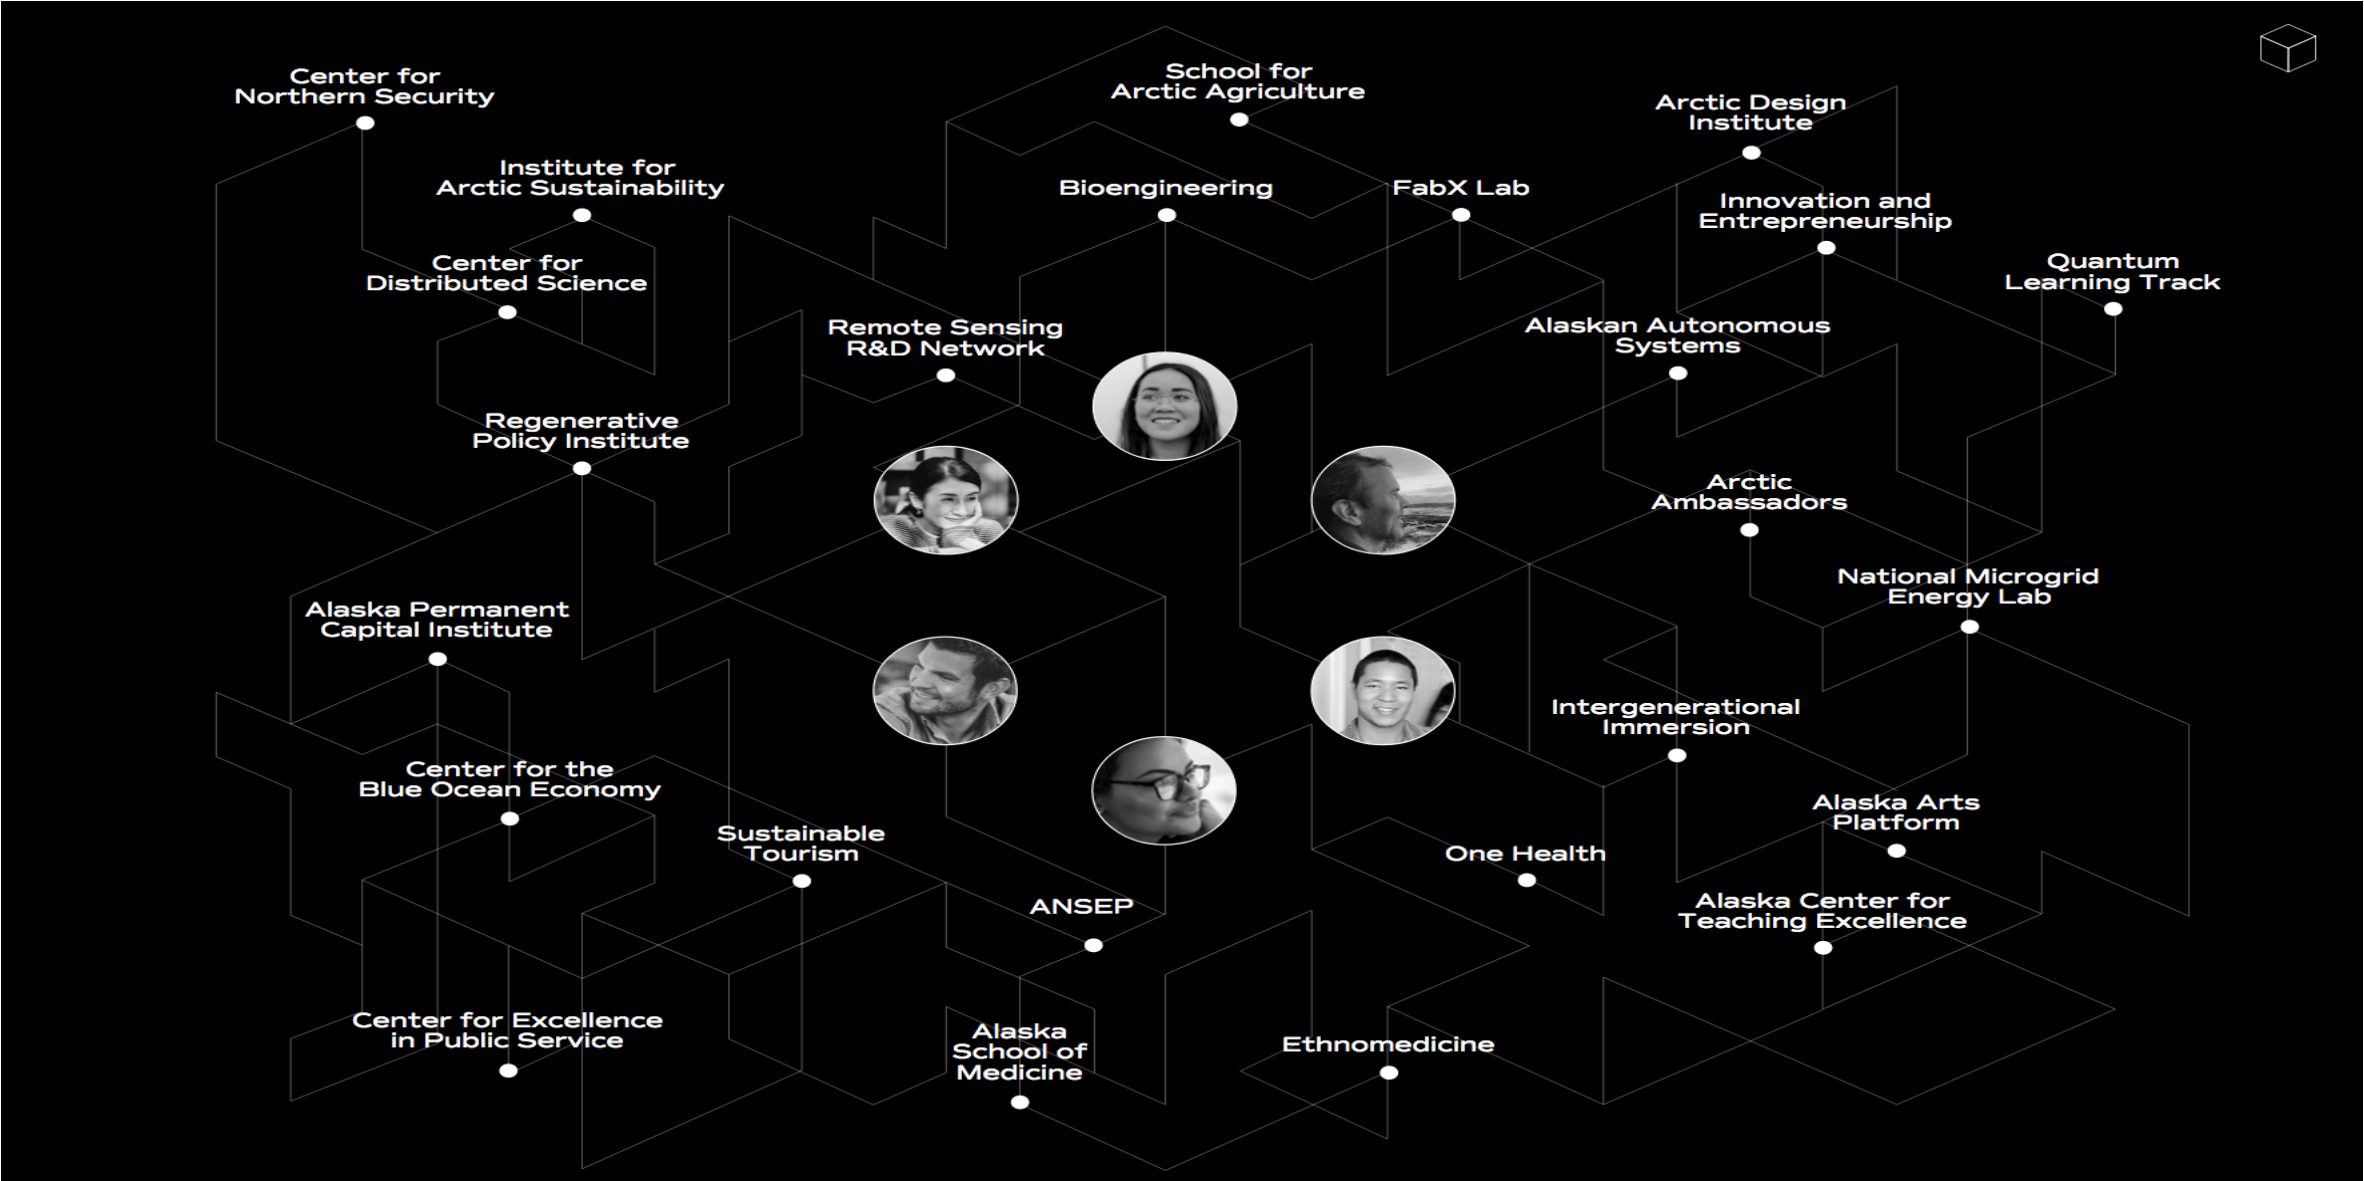 Center for
Northern Security
School for
Arctic Agriculture
Arctic Design
Institute
Institute for
Arctic Sustainability
Bioengineering
FabX Lab
Innovation and
Entrepreneurship
Center for
Distributed Science
Quantum
Learning Track
Remote Sensing
R&D Network
Alaskan Autonomous
Systems
Regenerative
Policy Institute
Arctic
Ambassadors
National Microgrid
Energy Lab
Alaska Permanent
Capital Institute
Intergenerational
Immersion
Center for the
Blue Ocean Economy
Alaska Arts
Platform
Sustainable
Tourism
One Health
ANSEP
Alaska Center for
Teaching Excellence
Center for Excellence
in Public Service
Alaska
School of
Medicine
Ethnomedicine